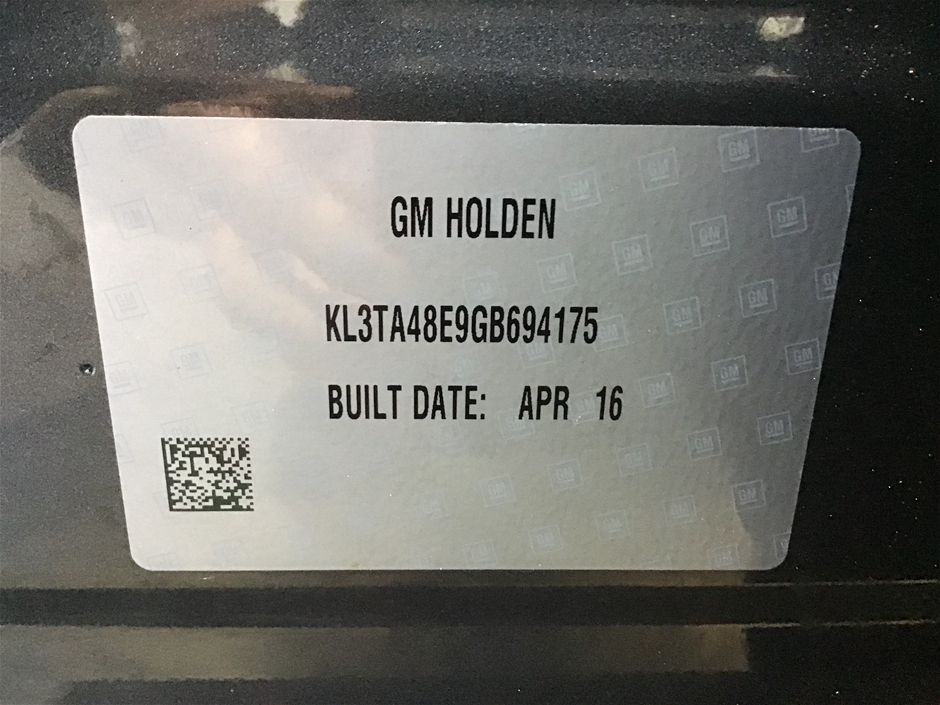 GM HOLDEN
KL3TA48E9GB694175
BUILT DATE: APR 16